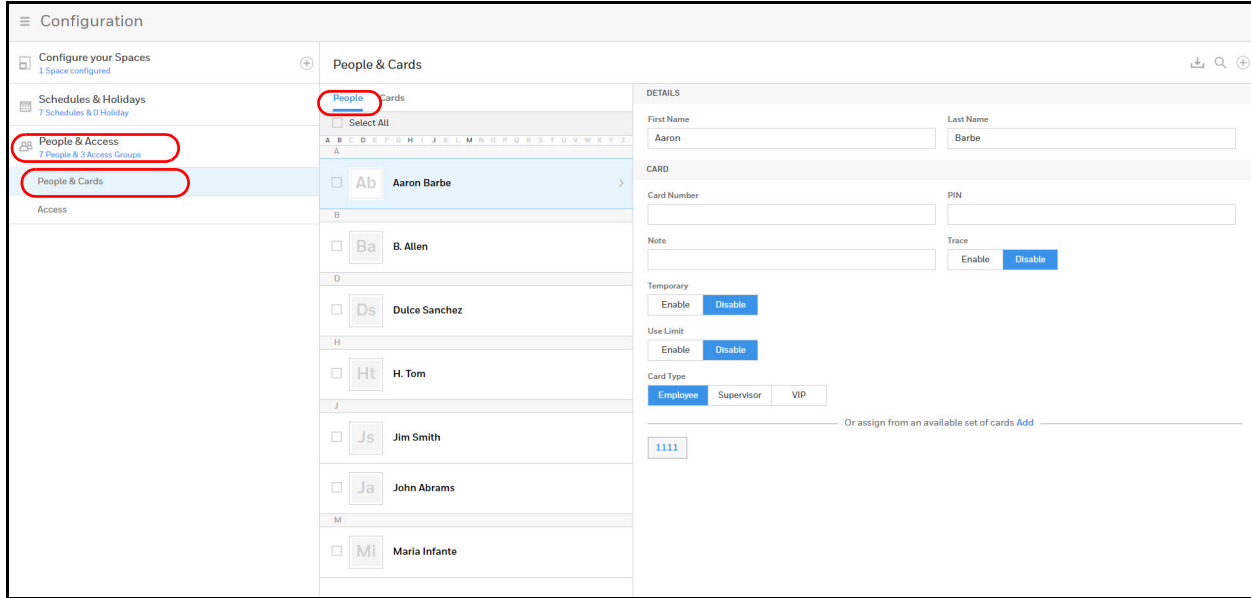 Configuration
Configure your Spaces
1 Space configured
Schedules & Holidays
7 Schedules & 0 Holiday
People & Access
7 People & 3 Access Groups
People & Cards
Access
People & Cards
People Cards
Select All
A B C D E F G H I J K L M N O P Q R S T U V W X Y Z
A
Ab Aaron Barbe
B
Ba B. Allen
D
Ds Dulce Sanchez
H
Ht H. Tom
J
Js Jim Smith
Ja John Abrams
M
Mi Maria Infante
DETAILS
First Name Last Name
Aaron Barbe
CARD
Card Number PIN
Note Trace
Enable Disable
Temporary
Enable Disable
Use Limit
Enable Disable
Card Type
Employee Supervisor VIP
Or assign from an available set of cards Add
1111